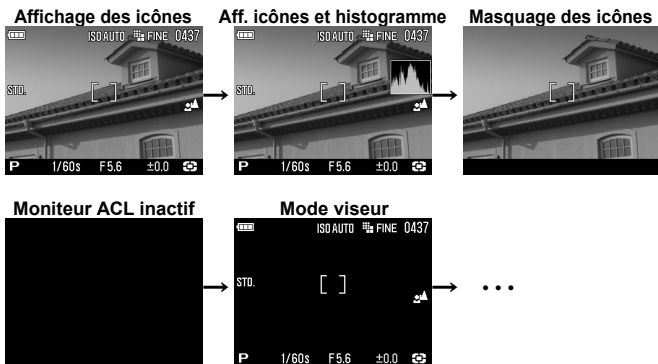 Affichage des icônes Aff. icônes et histogramme Masquage des icônes
ISO AUTO FINE 0437 ISO AUTO FINE 0437
STD. STD.
P 1/60s F5.6 ±0.0 P 1/60s F5.6 ±0.0
Moniteur ACL inactif Mode viseur
ISO AUTO FINE 0437
STD.
P 1/60s F5.6 ±0.0